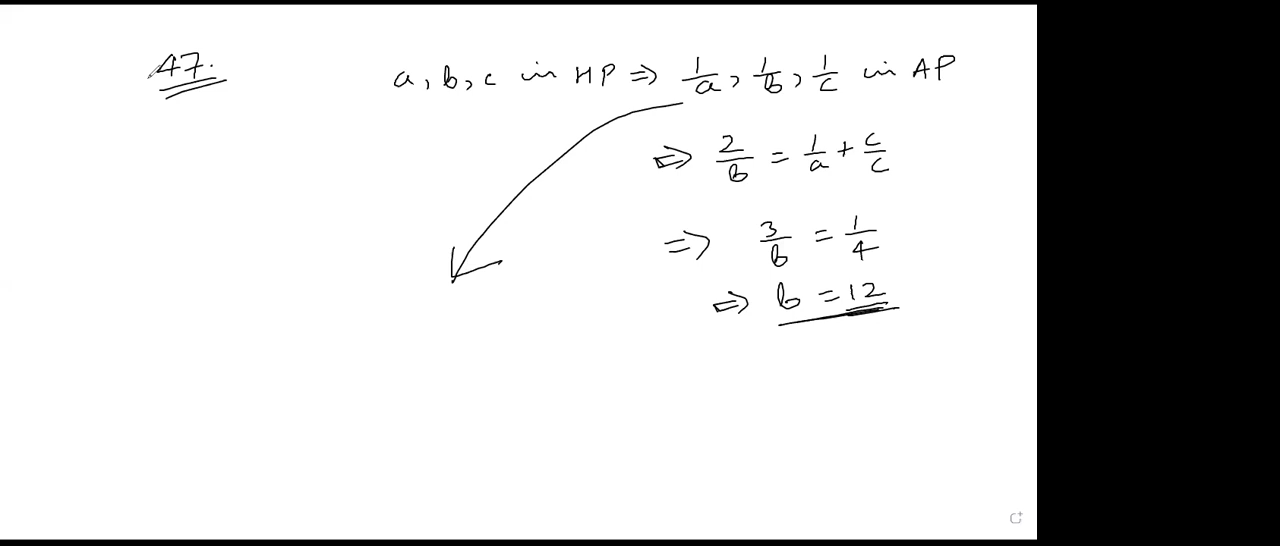 47.
a, b, c in HP ⇒ 1/a, 1/b, 1/c in AP
⇒ 2/b = 1/a + c/c
⇒ 3/b = 1/4
⇒ b = 12